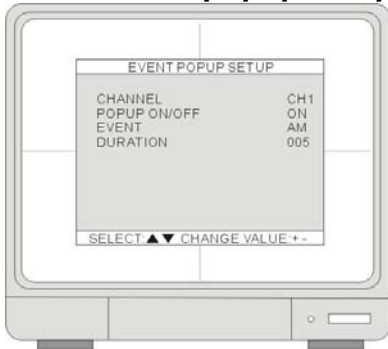 EVENT POPUP SETUP
CHANNEL CH1
POPUP ON/OFF ON
EVENT AM
DURATION 005
SELECT:▲▼ CHANGE VALUE:+ -